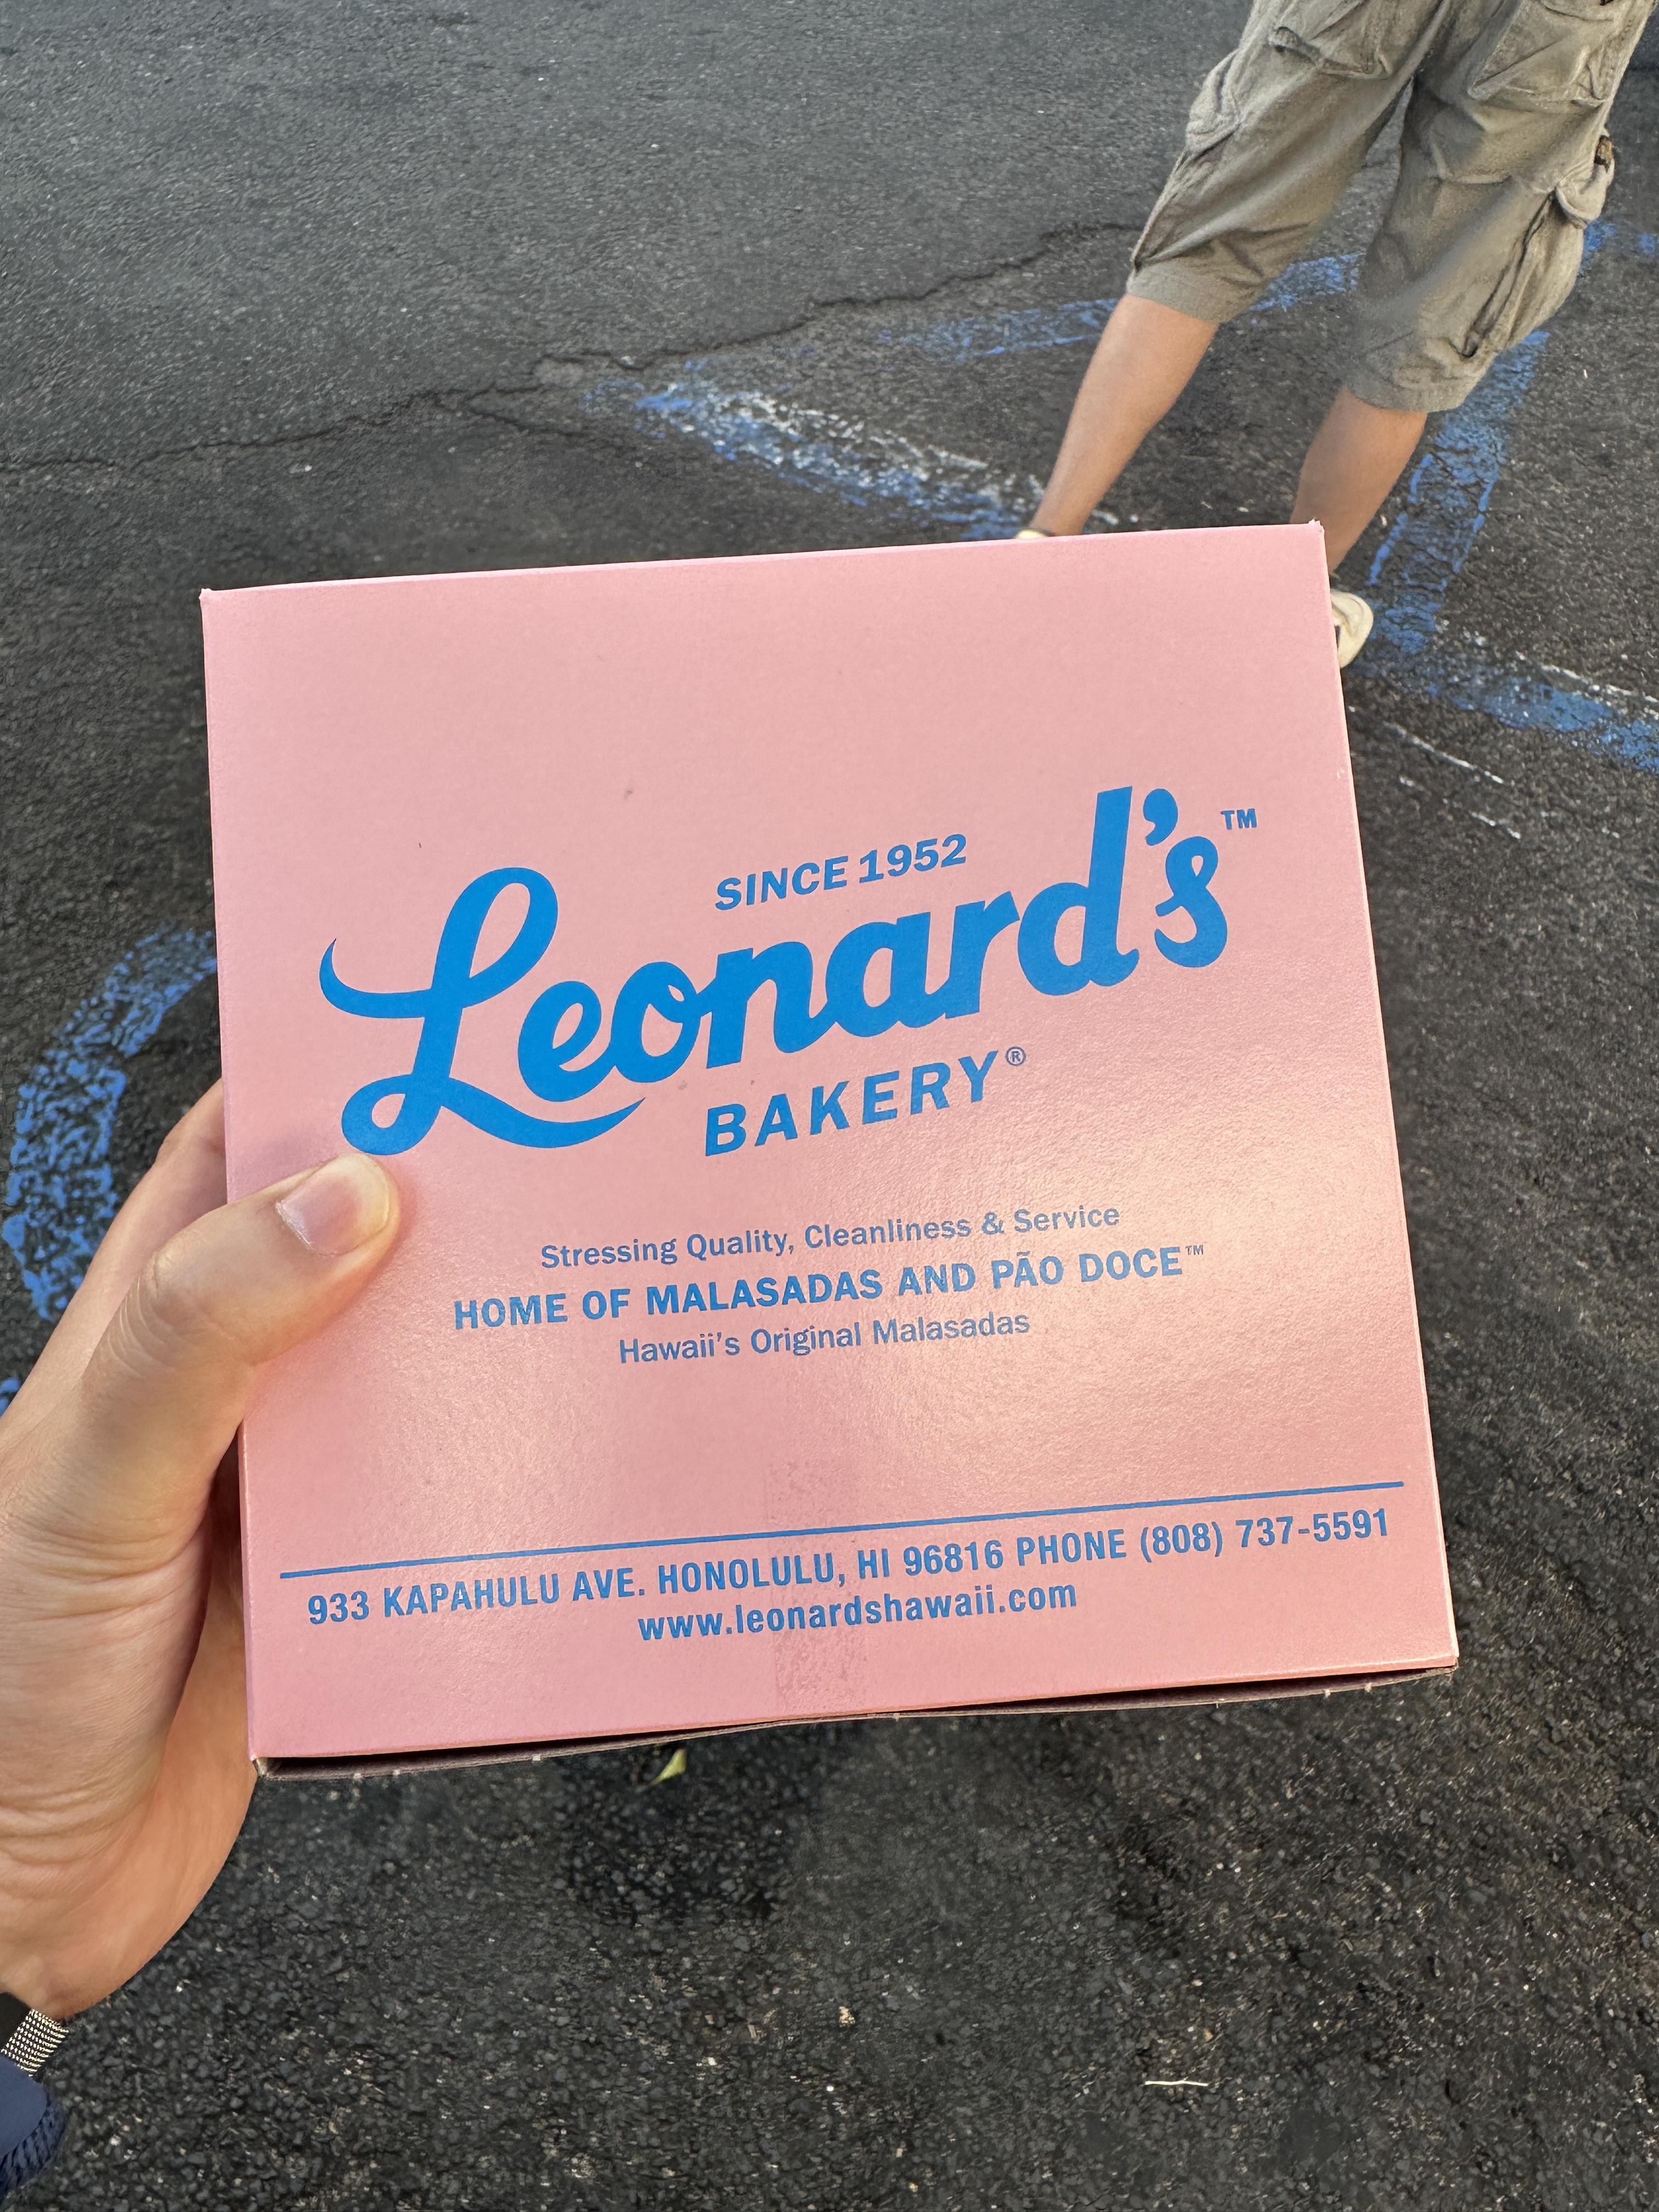 SINCE 1952
Leonard's™
BAKERY®
Stressing Quality, Cleanliness & Service
HOME OF MALASADAS AND PÃO DOCE™
Hawaii's Original Malasadas
933 KAPAHULU AVE. HONOLULU, HI 96816 PHONE (808) 737-5591
www.leonardshawaii.com